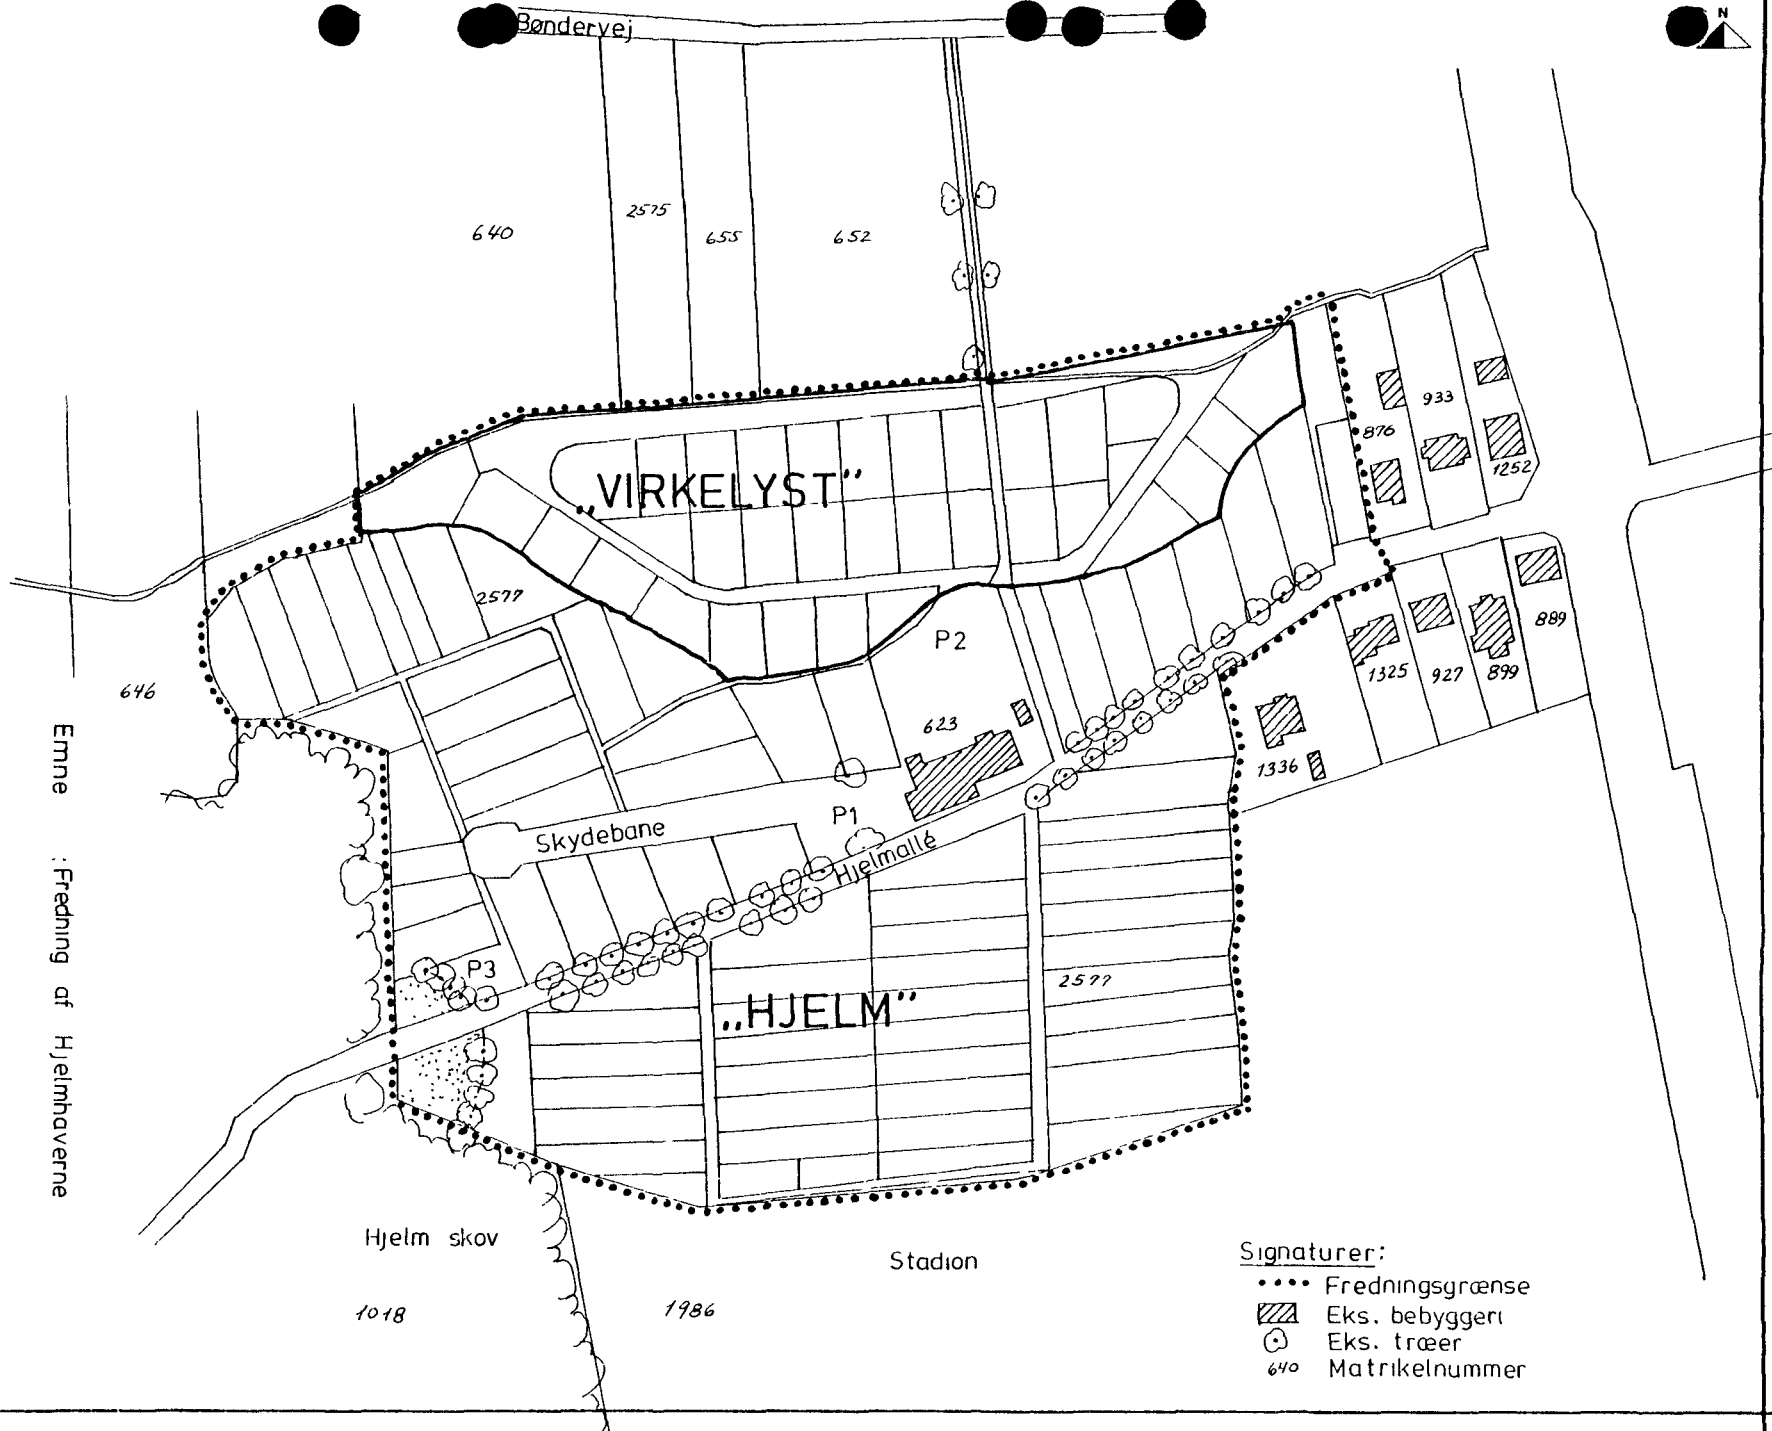 Bøndervej
N
640
2575
655
652
933
876
1252
„VIRKELYST”
2577
P2
889
1325
927
899
646
623
1336
P1
Skydebane
Hjelmallé
P3
2577
„HJELM”
Emne : Fredning af Hjelmhaverne
Hjelm skov
Stadion
1018
1986
Signaturer:
Fredningsgrænse
Eks. bebyggeri
Eks. træer
640 Matrikelnummer